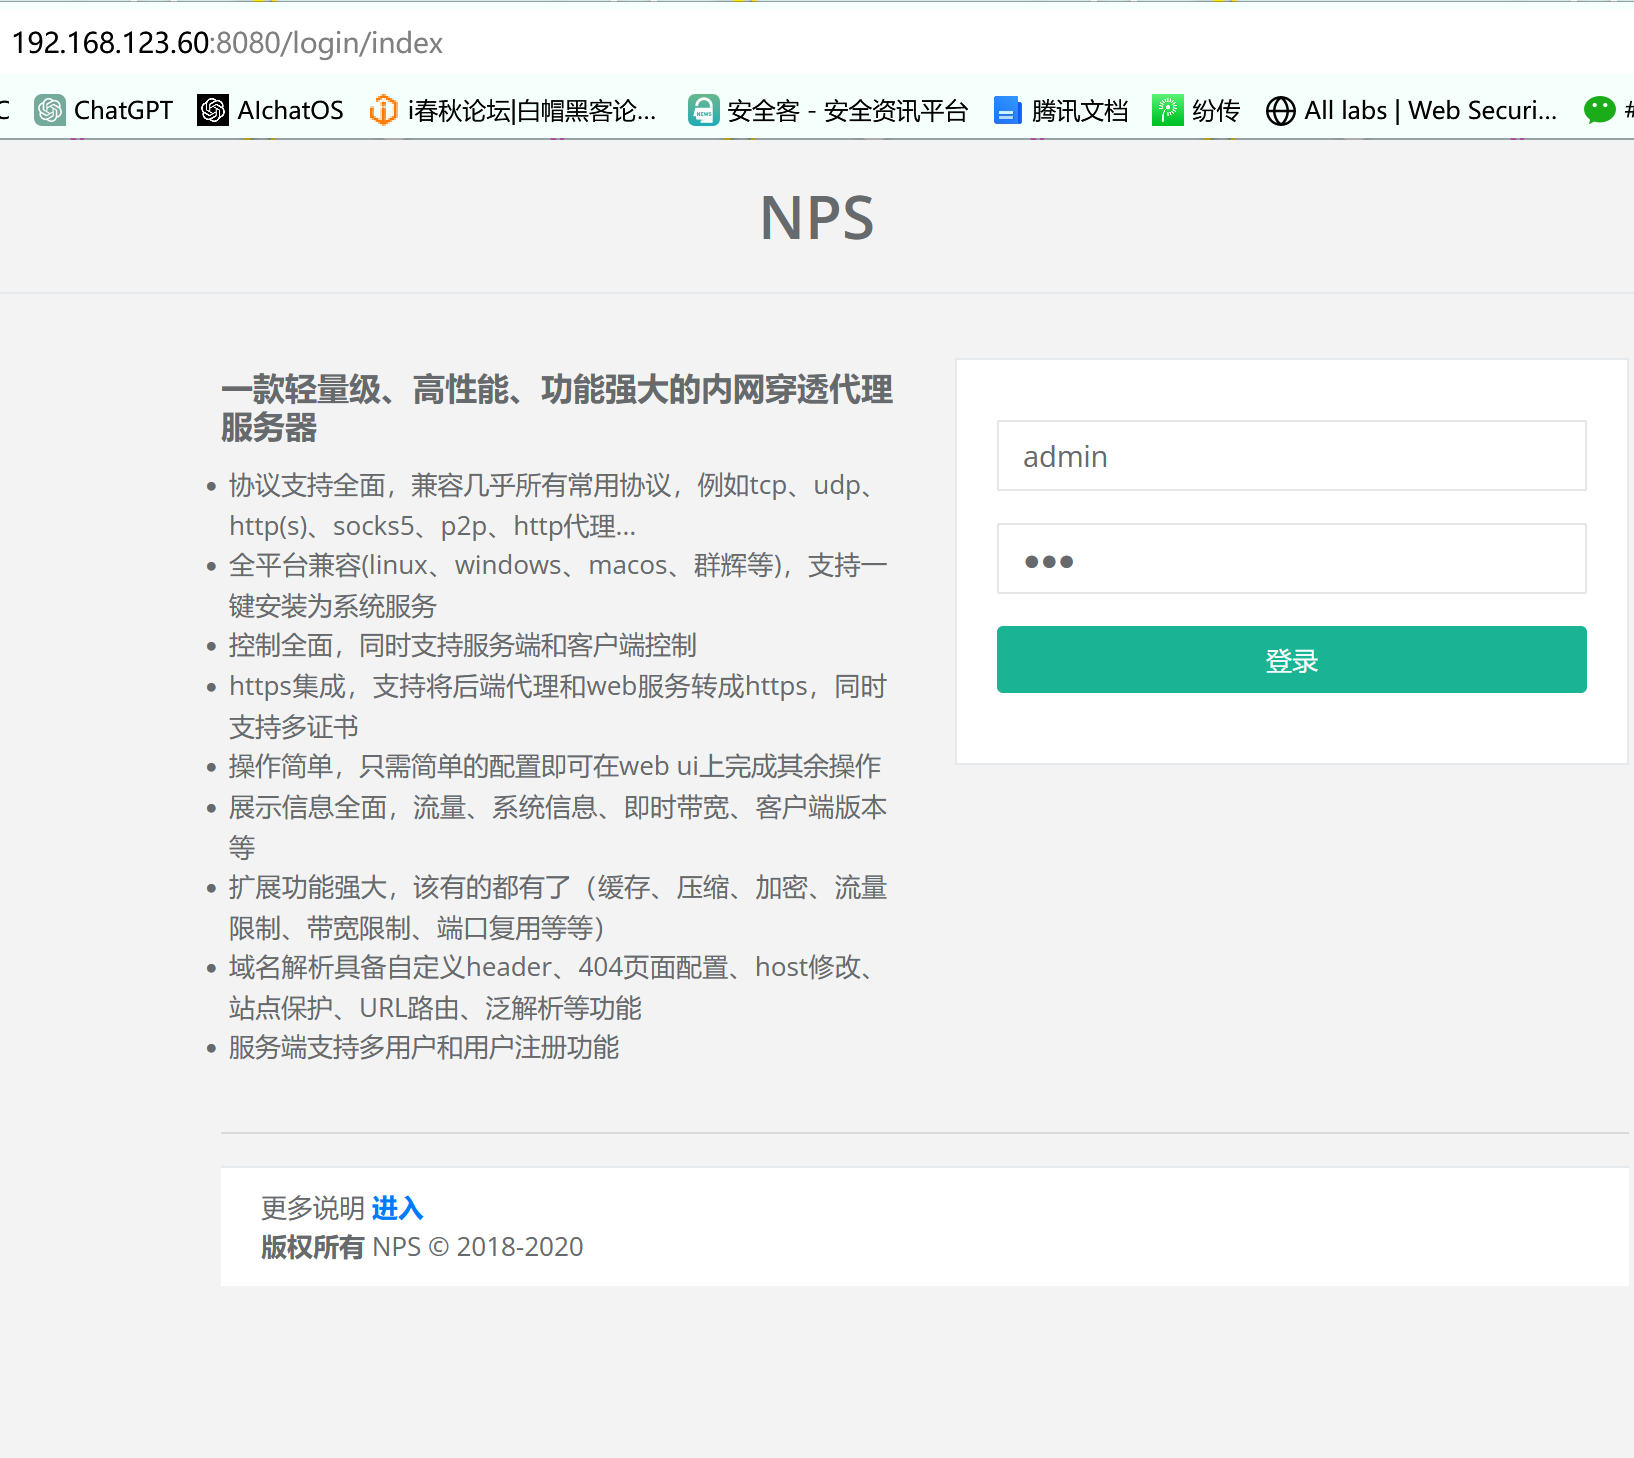 192.168.123.60:8080/login/index
C ChatGPT AIchatOS i春秋论坛|白帽黑客论... 安全客 - 安全资讯平台 腾讯文档 纷传 All labs | Web Securi... #
NPS
一款轻量级、高性能、功能强大的内网穿透代理
服务器
协议支持全面，兼容几乎所有常用协议，例如tcp、udp、
http(s)、socks5、p2p、http代理...
全平台兼容(linux、windows、macos、群辉等)，支持一
键安装为系统服务
控制全面，同时支持服务端和客户端控制
https集成，支持将后端代理和web服务转成https，同时
支持多证书
操作简单，只需简单的配置即可在web ui上完成其余操作
展示信息全面，流量、系统信息、即时带宽、客户端版本
等
扩展功能强大，该有的都有了（缓存、压缩、加密、流量
限制、带宽限制、端口复用等等）
域名解析具备自定义header、404页面配置、host修改、
站点保护、URL路由、泛解析等功能
服务端支持多用户和用户注册功能
admin
•••
登录
更多说明 进入
版权所有 NPS © 2018-2020